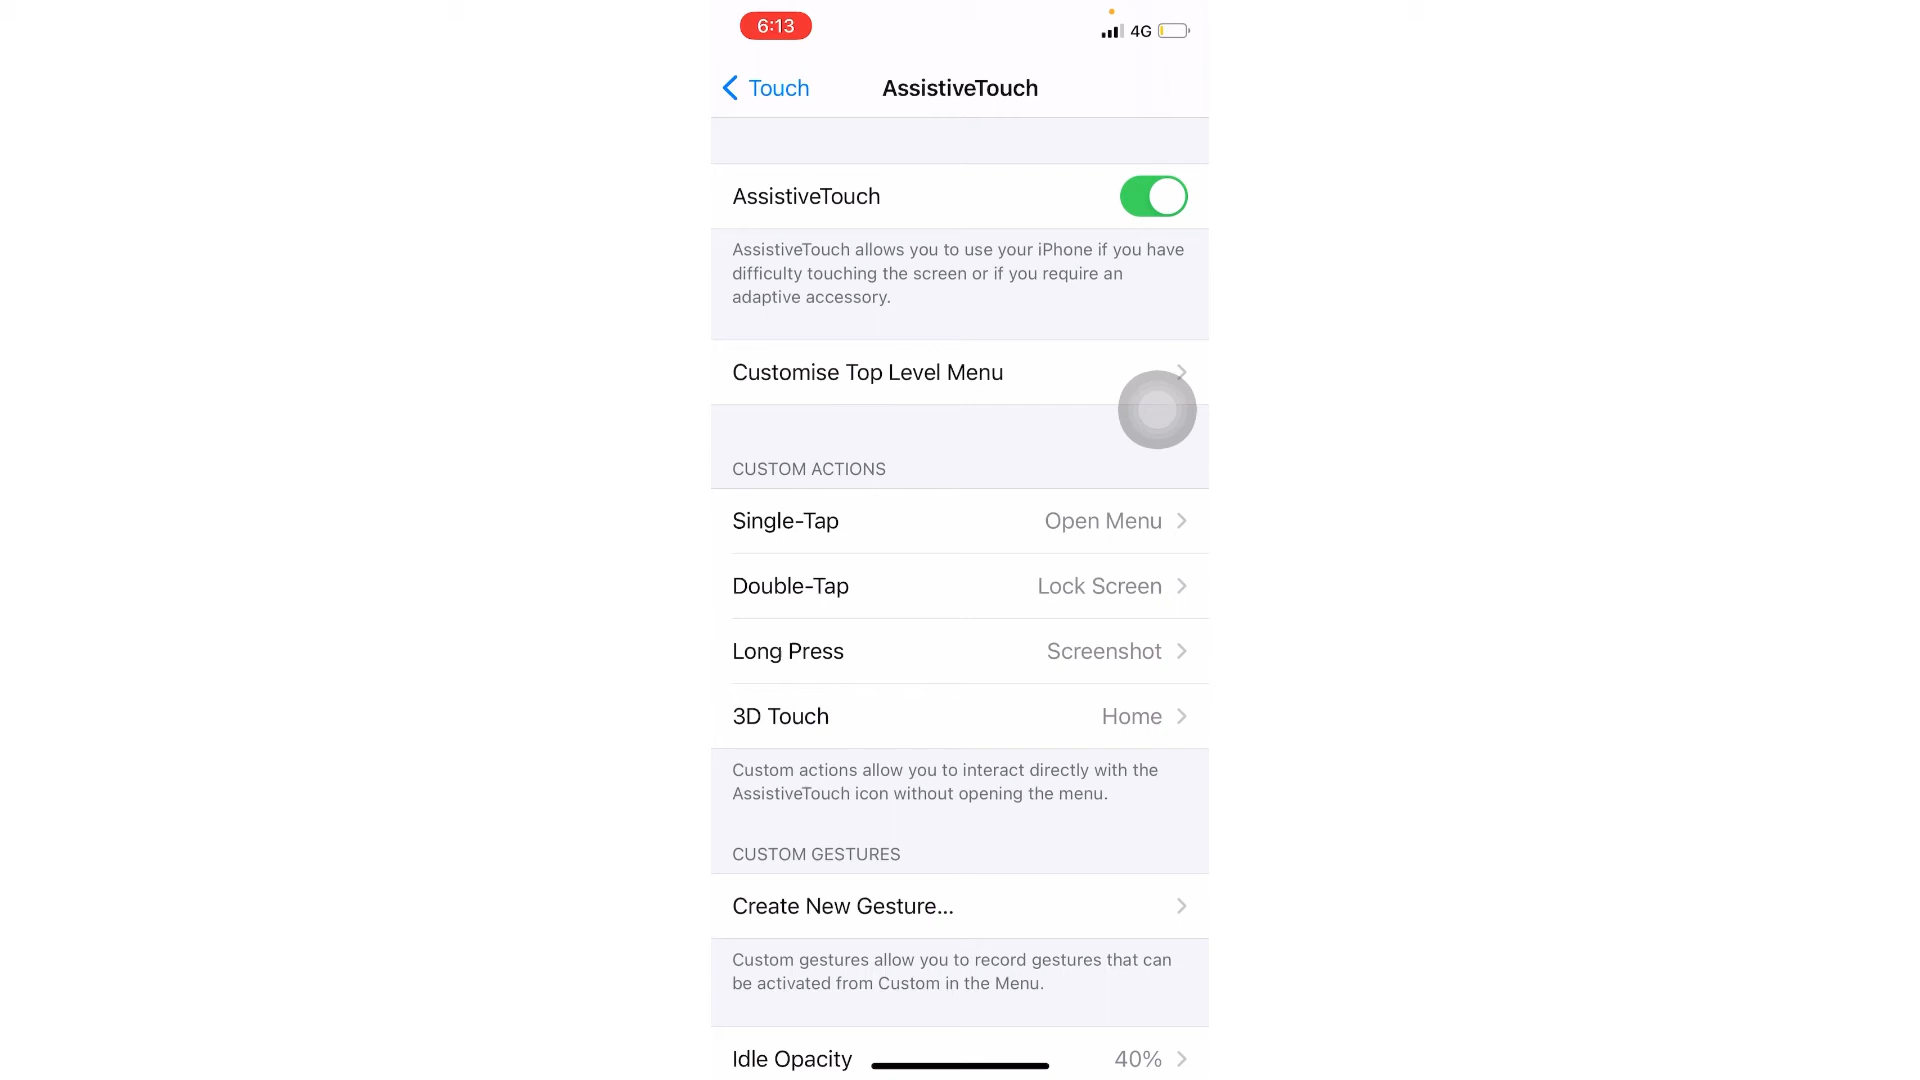 6:13
4G
Touch
AssistiveTouch
AssistiveTouch
AssistiveTouch allows you to use your iPhone if you have
difficulty touching the screen or if you require an
adaptive accessory.
Customise Top Level Menu
CUSTOM ACTIONS
Single-Tap Open Menu
Double-Tap Lock Screen
Long Press Screenshot
3D Touch Home
Custom actions allow you to interact directly with the
AssistiveTouch icon without opening the menu.
CUSTOM GESTURES
Create New Gesture...
Custom gestures allow you to record gestures that can
be activated from Custom in the Menu.
Idle Opacity 40%